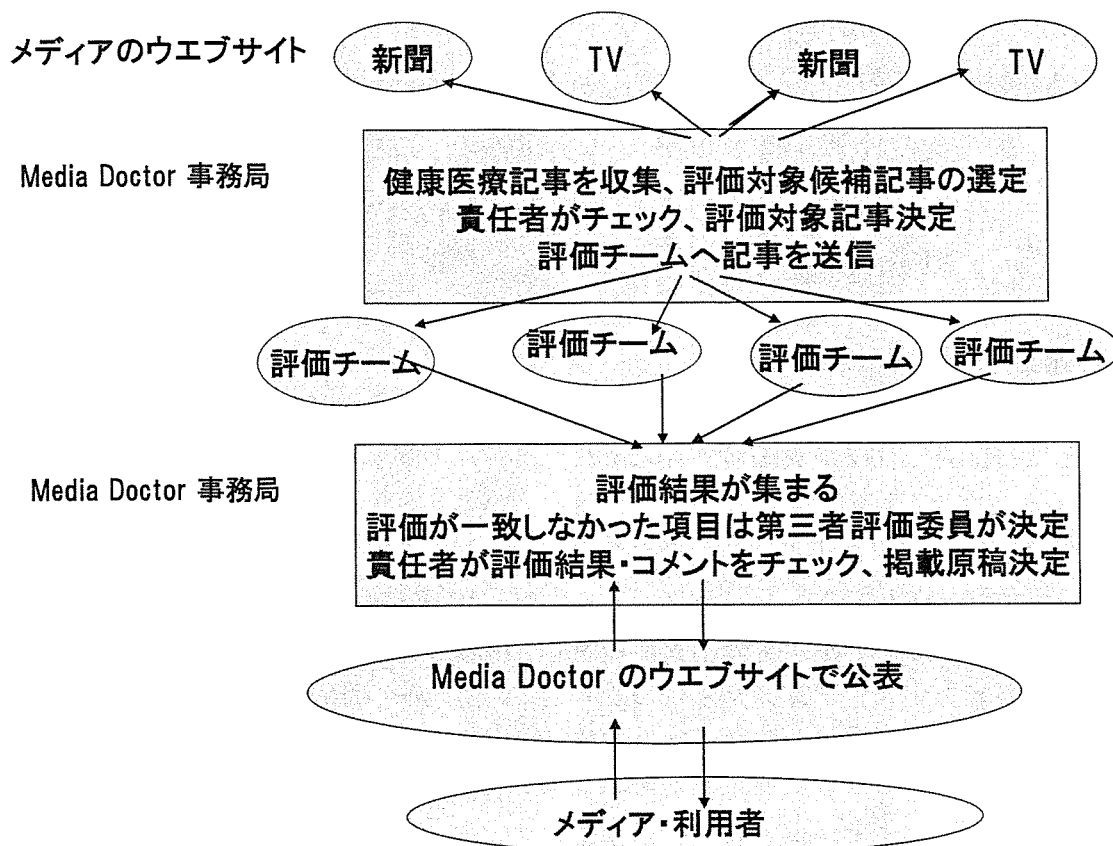 メディアのウエブサイト
新聞
TV
新聞
TV
Media Doctor 事務局
健康医療記事を収集、評価対象候補記事の選定
責任者がチェック、評価対象記事決定
評価チームへ記事を送信
評価チーム
評価チーム
評価チーム
評価チーム
Media Doctor 事務局
評価結果が集まる
評価が一致しなかった項目は第三者評価委員が決定
責任者が評価結果・コメントをチェック、掲載原稿決定
Media Doctor のウエブサイトで公表
メディア・利用者